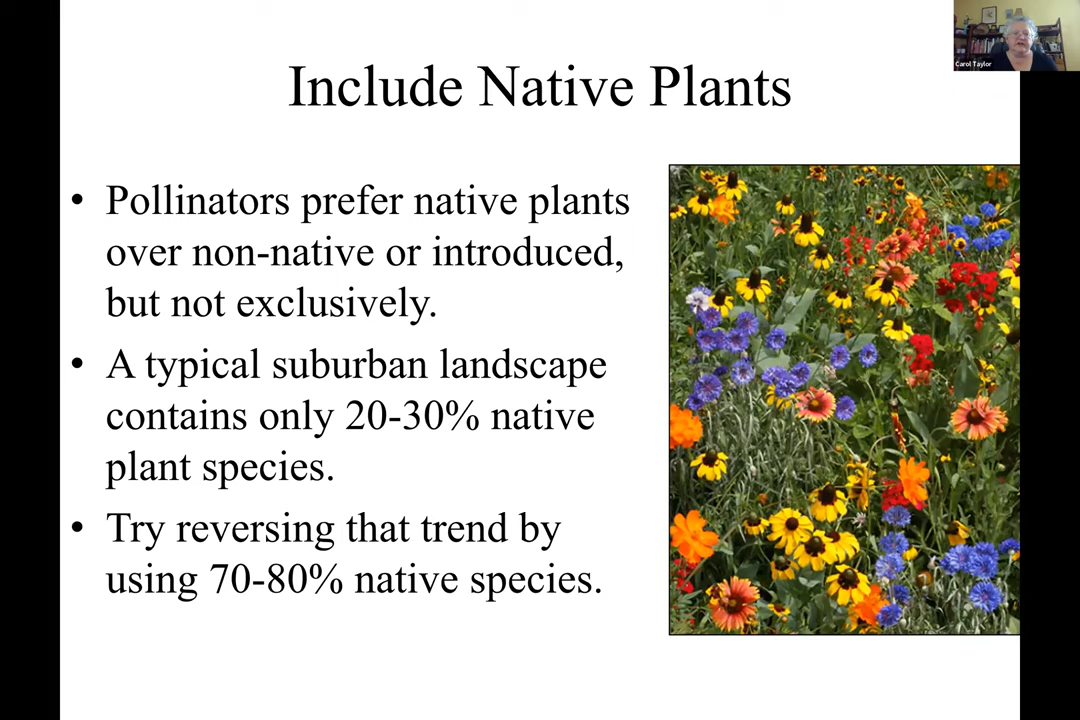 Carol Taylor
Include Native Plants
• Pollinators prefer native plants
over non-native or introduced,
but not exclusively.
• A typical suburban landscape
contains only 20-30% native
plant species.
• Try reversing that trend by
using 70-80% native species.